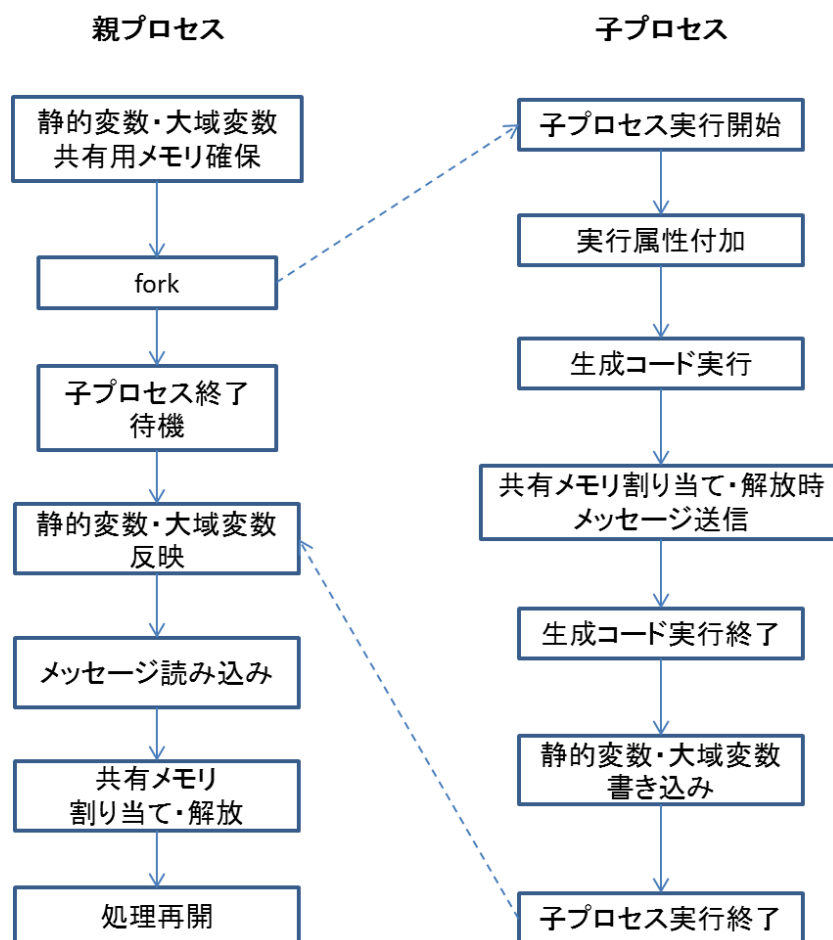 親プロセス
静的変数・大域変数
共有用メモリ確保
fork
子プロセス終了
待機
静的変数・大域変数
反映
メッセージ読み込み
共有メモリ
割り当て・解放
処理再開
子プロセス
子プロセス実行開始
実行属性付加
生成コード実行
共有メモリ割り当て・解放時
メッセージ送信
生成コード実行終了
静的変数・大域変数
書き込み
子プロセス実行終了